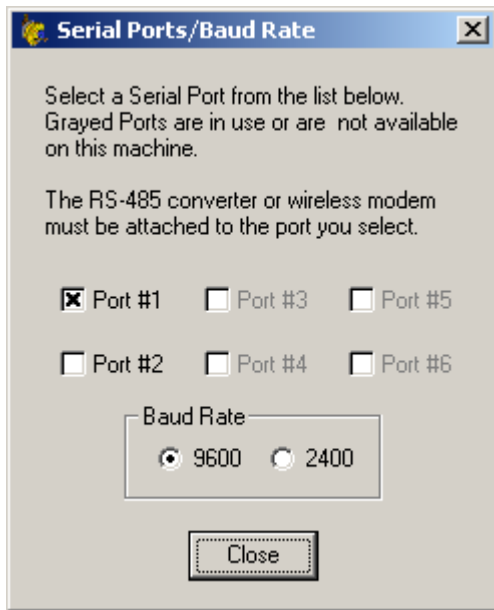 Serial Ports/Baud Rate
Select a Serial Port from the list below.
Grayed Ports are in use or are not available
on this machine.
The RS-485 converter or wireless modem
must be attached to the port you select.
Port #1 Port #3 Port #5
Port #2 Port #4 Port #6
Baud Rate
9600 2400
Close